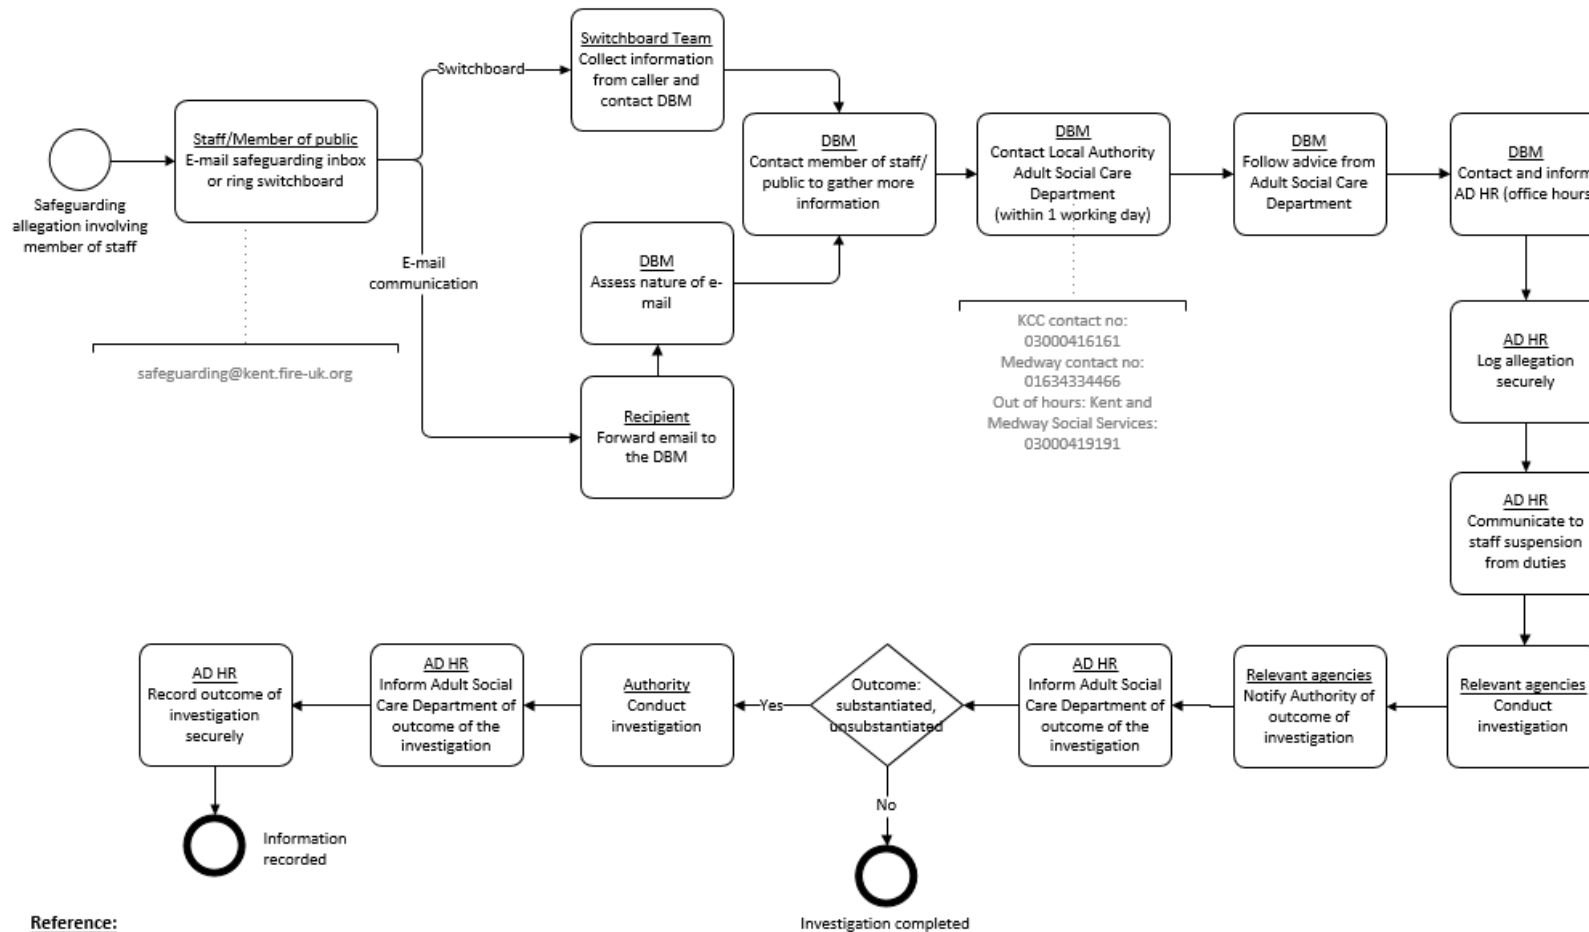 Safeguarding
allegation involving
member of staff
Staff/Member of public
E-mail safeguarding inbox
or ring switchboard
safeguarding@kent.fire-uk.org
Switchboard
E-mail
communication
Switchboard Team
Collect information
from caller and
contact DBM
Recipient
Forward email to
the DBM
DBM
Assess nature of e-
mail
DBM
Contact member of staff/
public to gather more
information
DBM
Contact Local Authority
Adult Social Care
Department
(within 1 working day)
KCC contact no:
03000416161
Medway contact no:
01634334466
Out of hours: Kent and
Medway Social Services:
03000419191
DBM
Follow advice from
Adult Social Care
Department
DBM
Contact and inform
AD HR (office hours
AD HR
Log allegation
securely
AD HR
Communicate to
staff suspension
from duties
Relevant agencies
Conduct
investigation
Relevant agencies
Notify Authority of
outcome of
investigation
AD HR
Inform Adult Social
Care Department of
outcome of the
investigation
Outcome:
substantiated,
unsubstantiated
Yes
No
Investigation completed
Authority
Conduct
investigation
AD HR
Inform Adult Social
Care Department of
outcome of the
investigation
AD HR
Record outcome of
investigation
securely
Information
recorded
Reference: